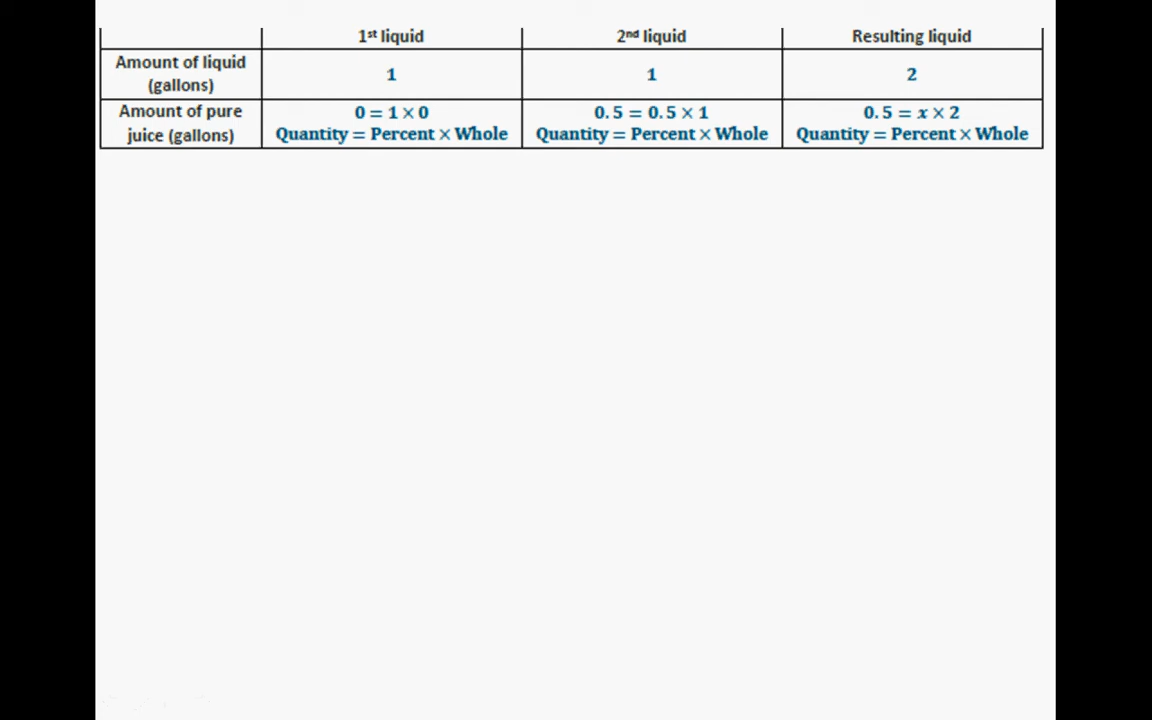 1st liquid 2nd liquid Resulting liquid
Amount of liquid (gallons) 1 1 2
Amount of pure juice (gallons)
0 = 1 × 0
Quantity = Percent × Whole
0.5 = 0.5 × 1
Quantity = Percent × Whole
0.5 = x × 2
Quantity = Percent × Whole